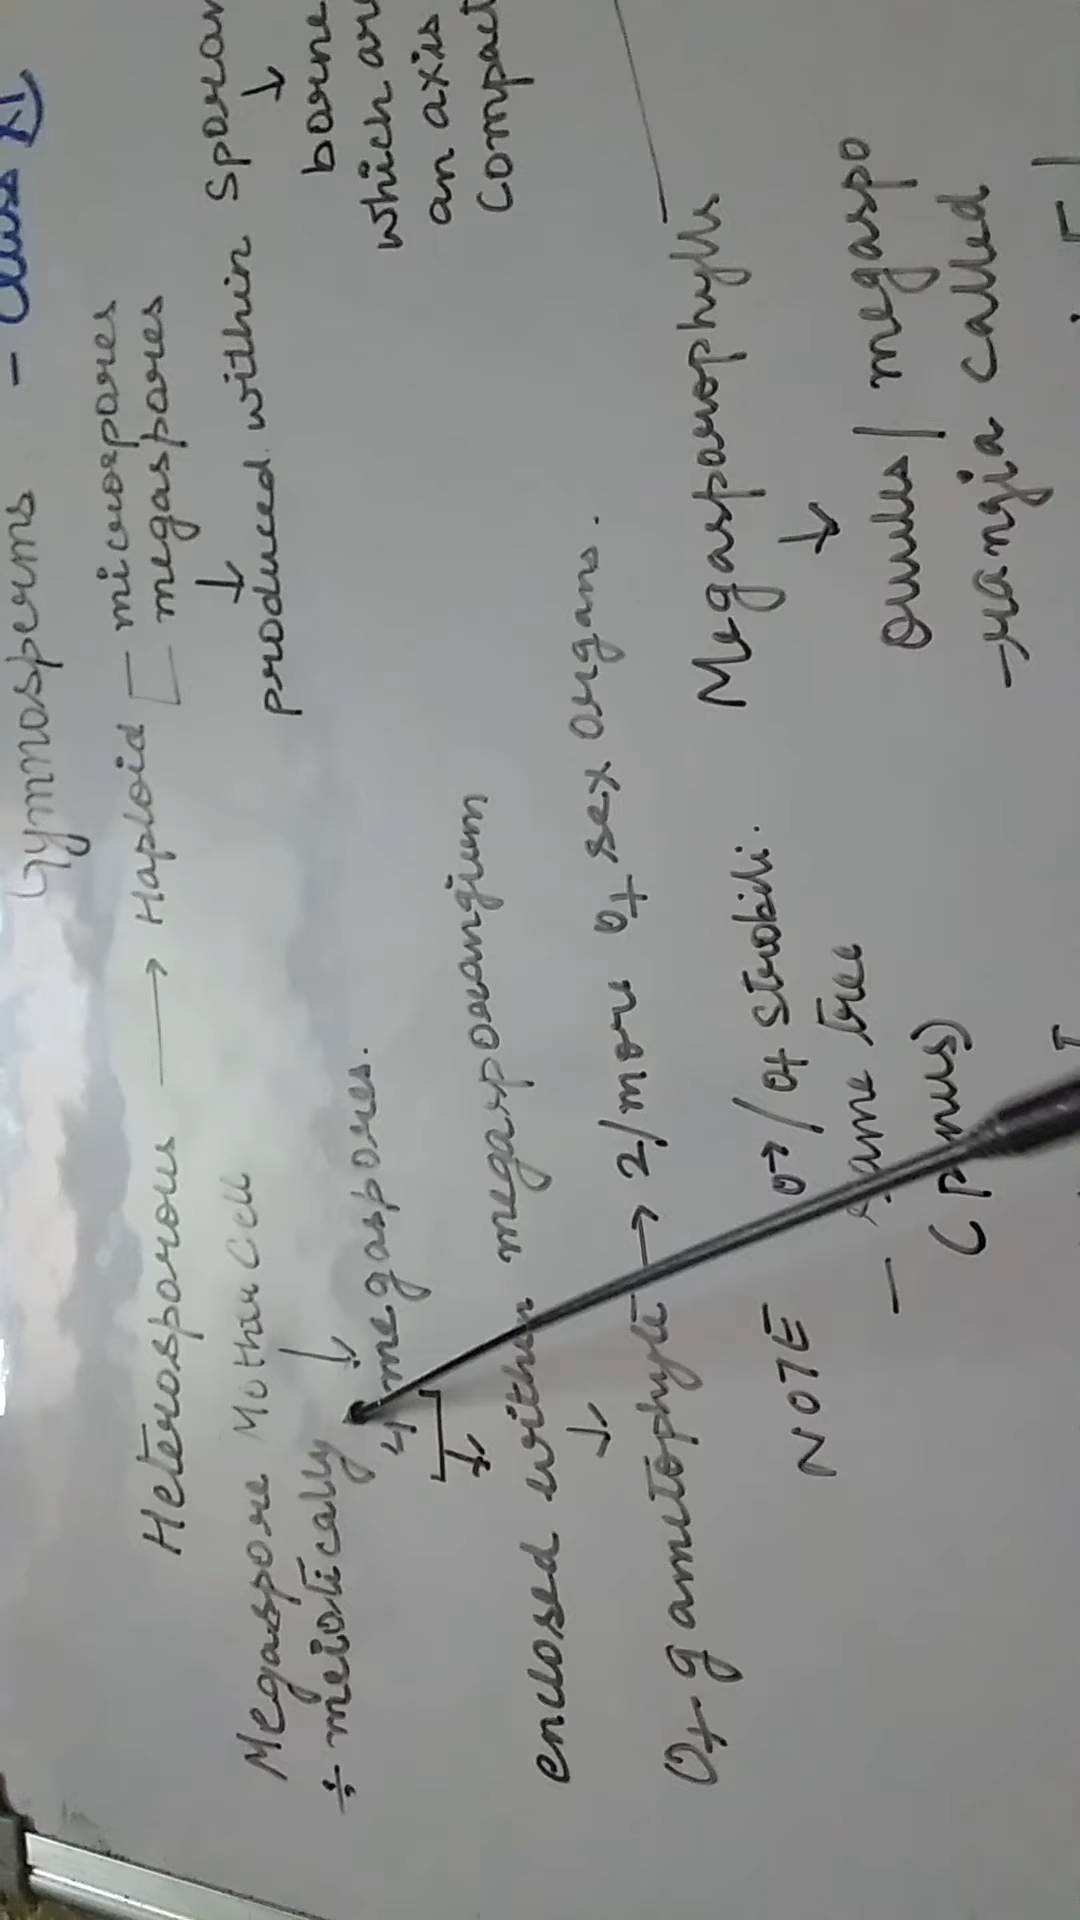 Gymnosperms - Class XI
Heterosporous → Haploid - microspores
- megaspores
↓
produced within Sporan
↓
borne
which are
an axis
compact
Megaspore Mother Cell
÷ meiotically ↓
4 megaspores.
↓
enclosed within megasporangium
↓
♀ gametophyte → 2/more ♀ sex organs.
NOTE ♂/♀ strobili.
- Same tree
(Pinus)
Megasporophylls
↓
Ovules/megaspo
-rangia called